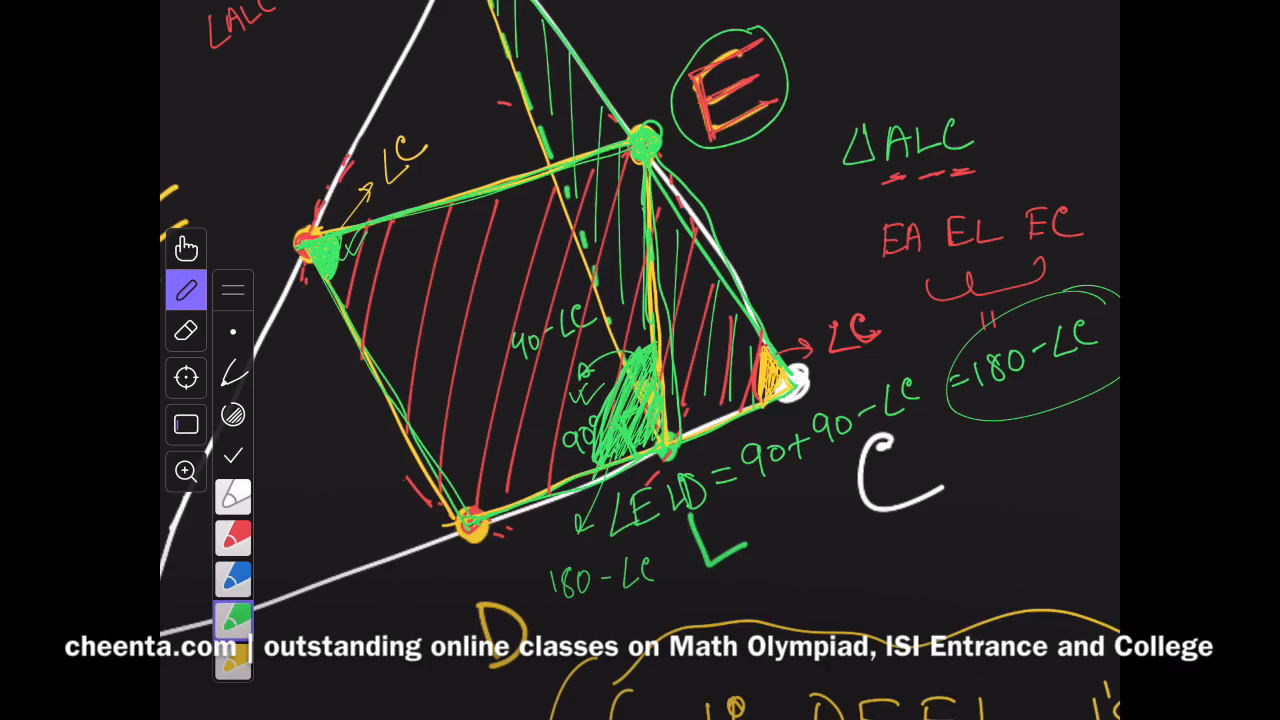 ∠ALC
E
∠C
△ALC
EA EL EC
∠C
90-∠C
=180-∠C
90°
∠ELD=90+90-∠C
C
L
180-∠C
D
cheenta.com | outstanding online classes on Math Olympiad, ISI Entrance and College